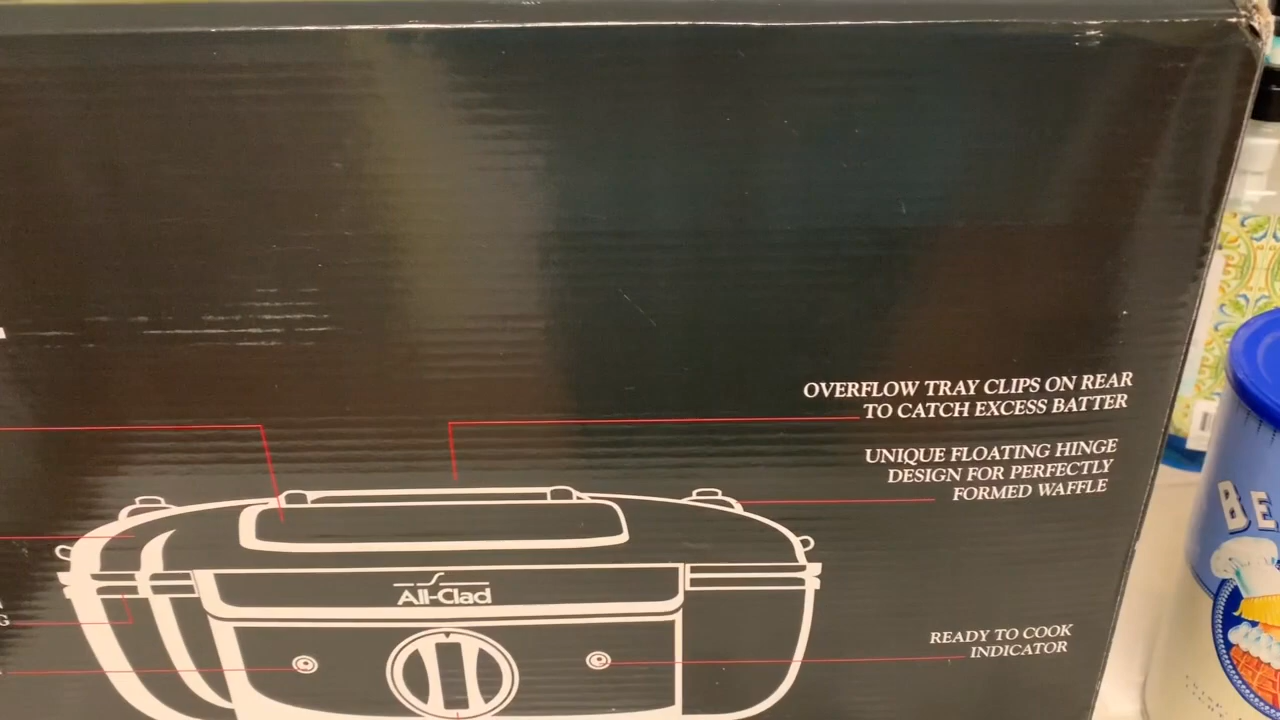 OVERFLOW TRAY CLIPS ON REAR
TO CATCH EXCESS BATTER
UNIQUE FLOATING HINGE
DESIGN FOR PERFECTLY
FORMED WAFFLE
All-Clad
READY TO COOK
INDICATOR
BE